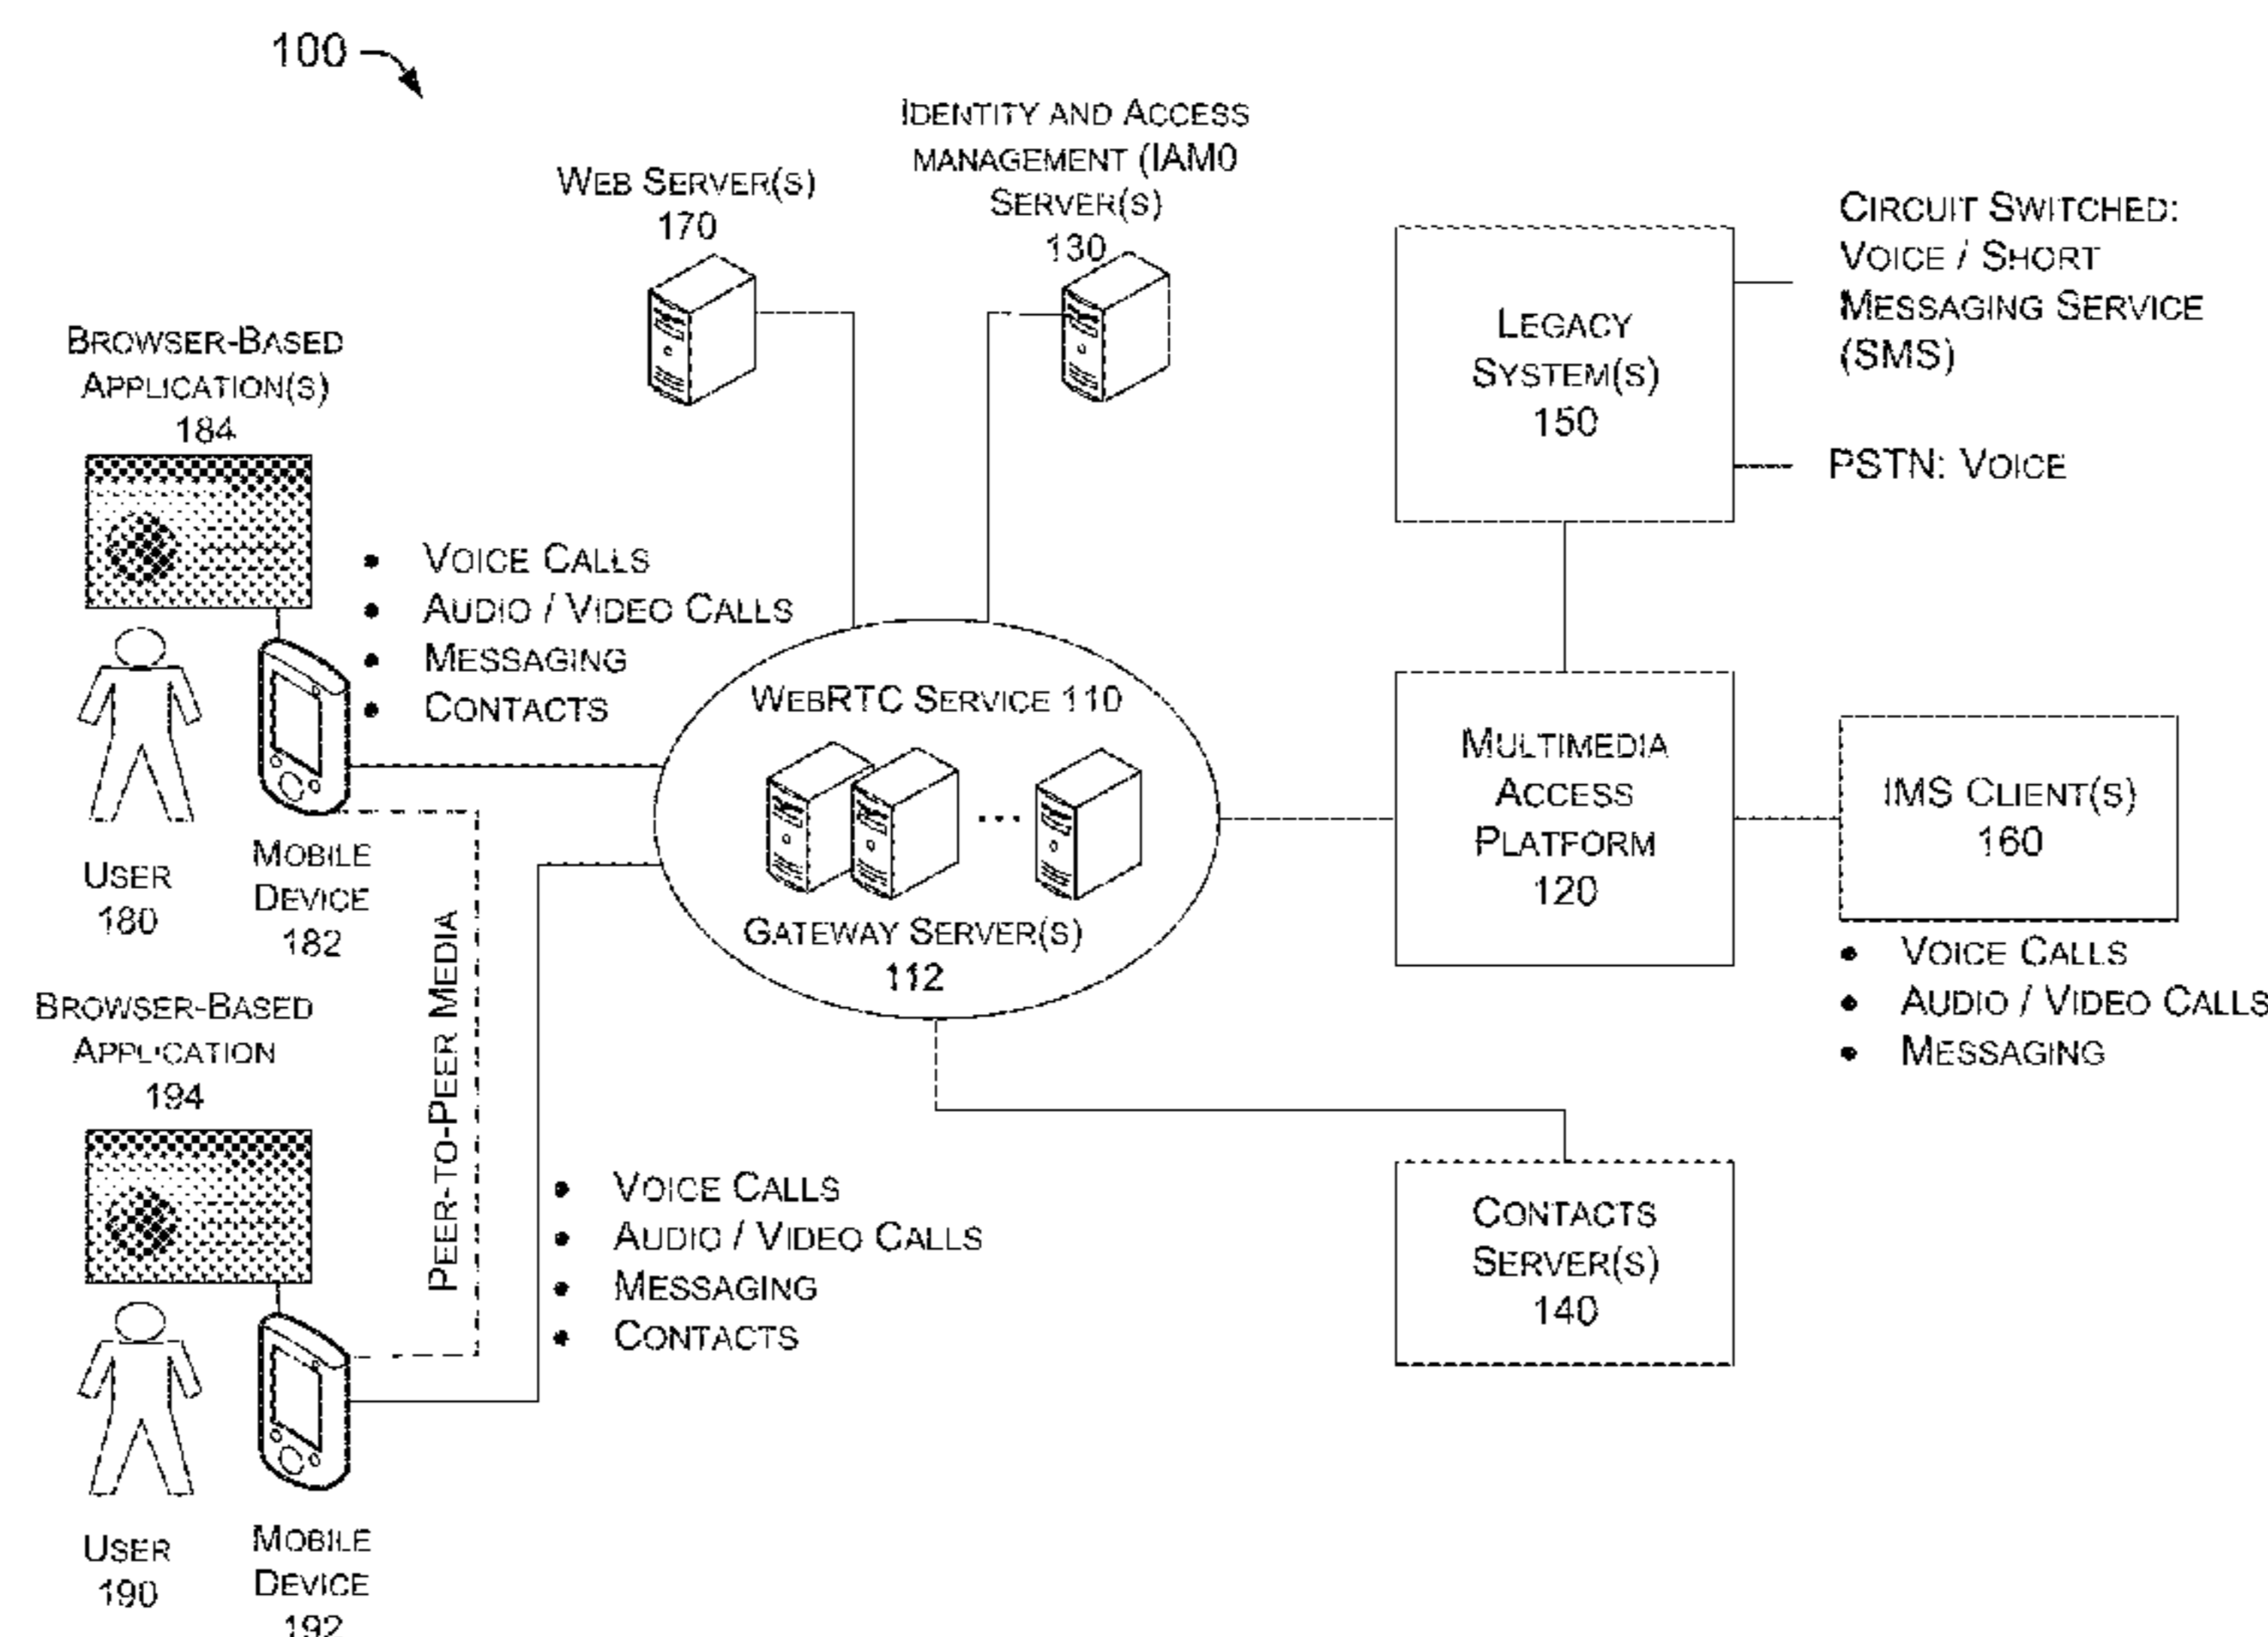 100
IDENTITY AND ACCESS
MANAGEMENT (IAM0
SERVER(S)
130
WEB SERVER(S)
170
CIRCUIT SWITCHED:
VOICE / SHORT
MESSAGING SERVICE
(SMS)
PSTN: VOICE
LEGACY
SYSTEM(S)
150
BROWSER-BASED
APPLICATION(S)
184
• VOICE CALLS
• AUDIO / VIDEO CALLS
• MESSAGING
• CONTACTS
USER
180
MOBILE
DEVICE
182
WEBRTC SERVICE 110
GATEWAY SERVER(S)
112
MULTIMEDIA
ACCESS
PLATFORM
120
IMS CLIENT(S)
160
• VOICE CALLS
• AUDIO / VIDEO CALLS
• MESSAGING
PEER-TO-PEER MEDIA
BROWSER-BASED
APPLICATION
194
• VOICE CALLS
• AUDIO / VIDEO CALLS
• MESSAGING
• CONTACTS
CONTACTS
SERVER(S)
140
USER
190
MOBILE
DEVICE
192